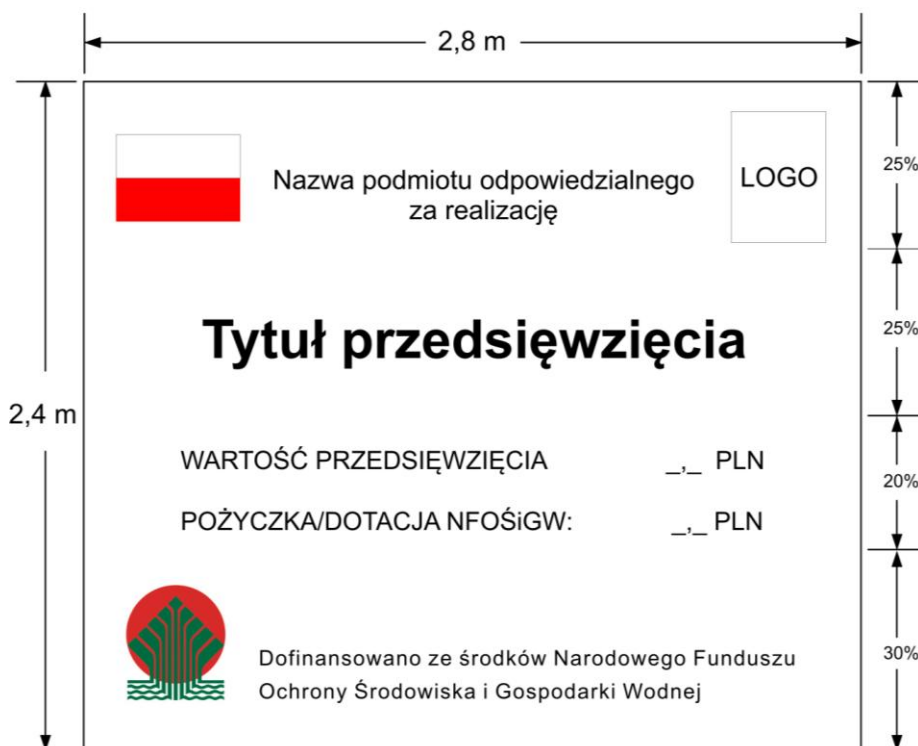 2,8 m
Nazwa podmiotu odpowiedzialnego
za realizację
LOGO
25%
Tytuł przedsięwzięcia
25%
2,4 m
WARTOŚĆ PRZEDSIĘWZIĘCIA _,_ PLN
20%
POŻYCZKA/DOTACJA NFOŚiGW: _,_ PLN
Dofinansowano ze środków Narodowego Funduszu
Ochrony Środowiska i Gospodarki Wodnej
30%